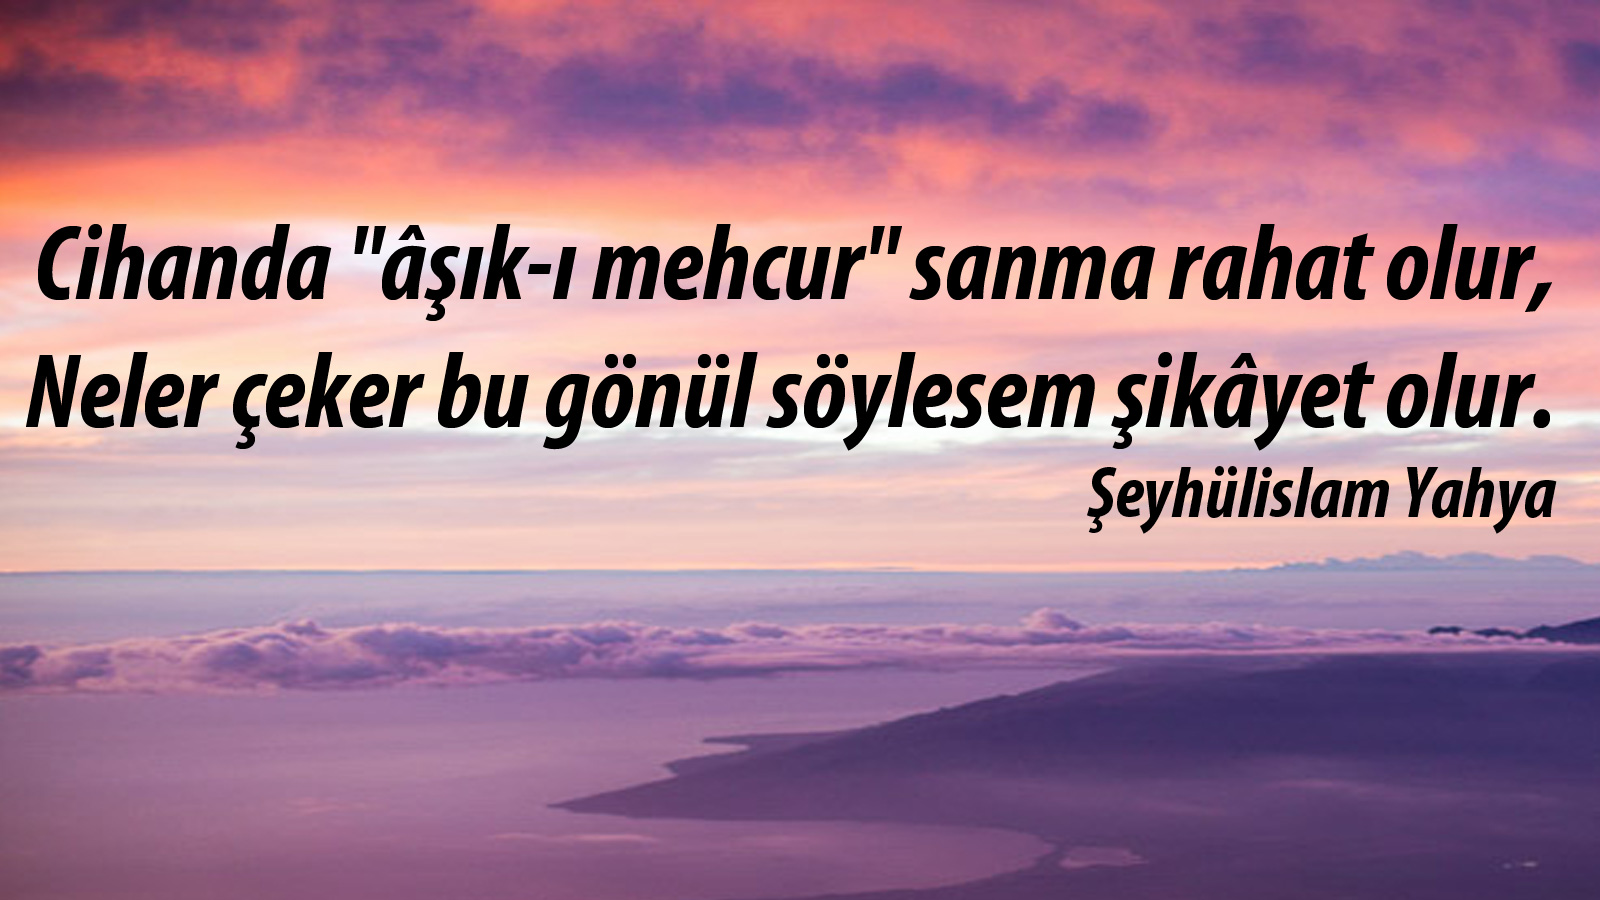 Cihanda "âşık-ı mehcur" sanma rahat olur,
Neler çeker bu gönül söylesem şikâyet olur.
Şeyhülislam Yahya